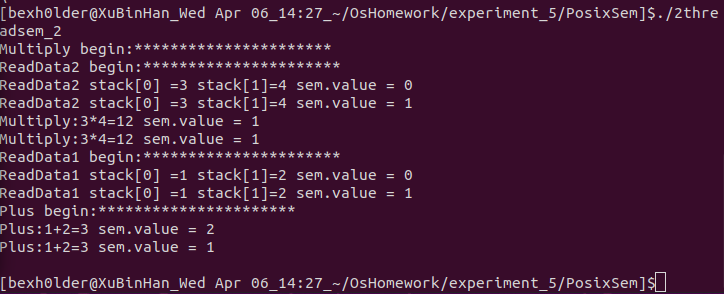 [bexh0lder@XuBinHan_Wed Apr 06_14:27_~/OsHomework/experiment_5/PosixSem]$./2thre
adsem_2
Multiply begin:**********************
ReadData2 begin:**********************
ReadData2 stack[0] =3 stack[1]=4 sem.value = 0
ReadData2 stack[0] =3 stack[1]=4 sem.value = 1
Multiply:3*4=12 sem.value = 1
Multiply:3*4=12 sem.value = 1
ReadData1 begin:**********************
ReadData1 stack[0] =1 stack[1]=2 sem.value = 0
ReadData1 stack[0] =1 stack[1]=2 sem.value = 1
Plus begin:**********************
Plus:1+2=3 sem.value = 2
Plus:1+2=3 sem.value = 1
[bexh0lder@XuBinHan_Wed Apr 06_14:27_~/OsHomework/experiment_5/PosixSem]$